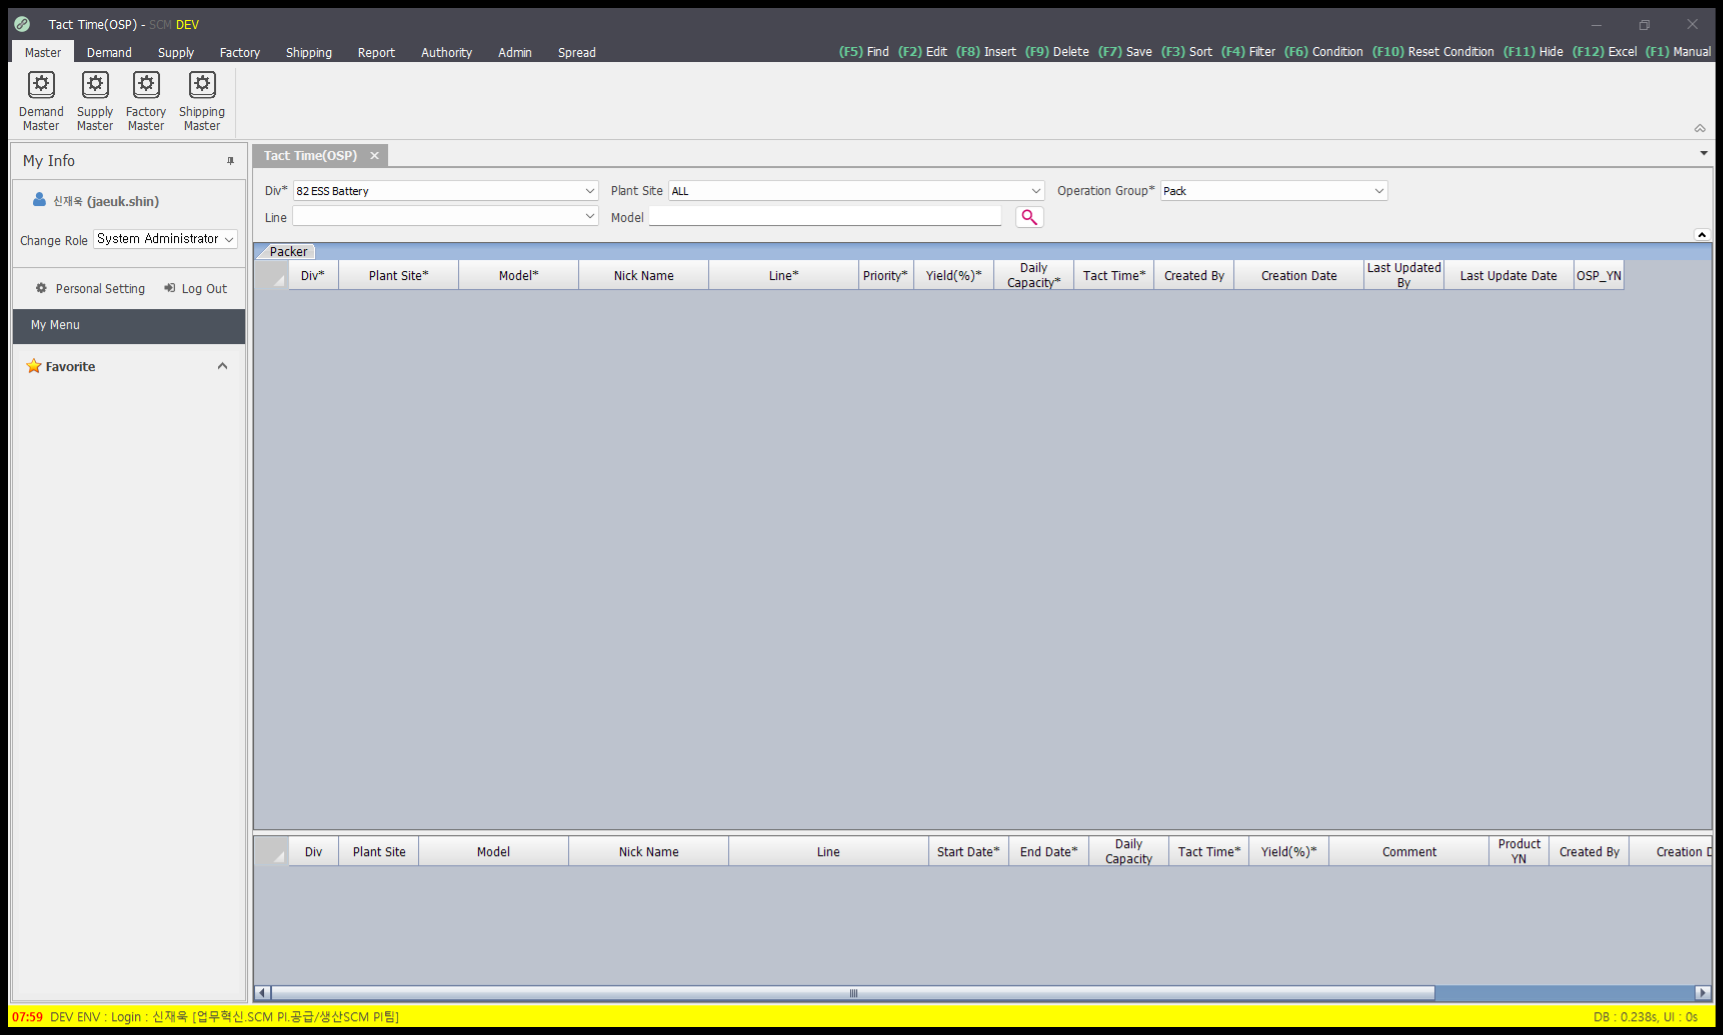 Tact Time(OSP) - SCM DEV
Master Demand Supply Factory Shipping Report Authority Admin Spread (F5) Find (F2) Edit (F8) Insert (F9) Delete (F7) Save (F3) Sort (F4) Filter (F6) Condition (F10) Reset Condition (F11) Hide (F12) Excel (F1) Manual
Demand Master
Supply Master
Factory Master
Shipping Master
My Info
신재욱 (jaeuk.shin)
Change Role System Administrator
Personal Setting Log Out
My Menu
Favorite
Tact Time(OSP)
Div* 82 ESS Battery Plant Site ALL Operation Group* Pack
Line Model
Packer
Div* Plant Site* Model* Nick Name Line* Priority* Yield(%)* Daily Capacity* Tact Time* Created By Creation Date Last Updated By Last Update Date OSP_YN
Div Plant Site Model Nick Name Line Start Date* End Date* Daily Capacity Tact Time* Yield(%)* Comment Product YN Created By Creation D
07:59 DEV ENV : Login : 신재욱 [업무혁신.SCM PI.공급/생산SCM PI팀] DB : 0.238s, UI : 0s